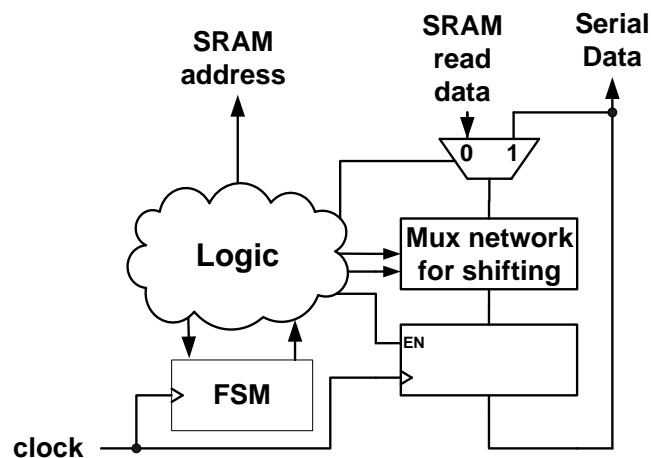 SRAM
address
SRAM
read
data
Serial
Data
0 1
Logic
Mux network
for shifting
EN
FSM
clock